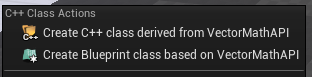 C++ Class Actions
Create C++ class derived from VectorMathAPI
Create Blueprint class based on VectorMathAPI